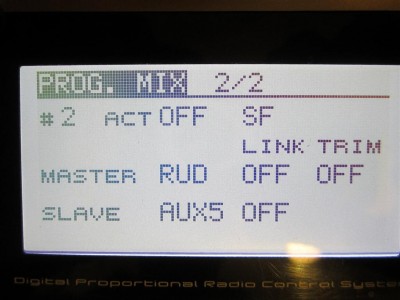 PROG. MIX 2/2
#2 ACT OFF SF
LINK TRIM
MASTER RUD OFF OFF
SLAVE AUX5 OFF
Digital Proportional Radio Control System